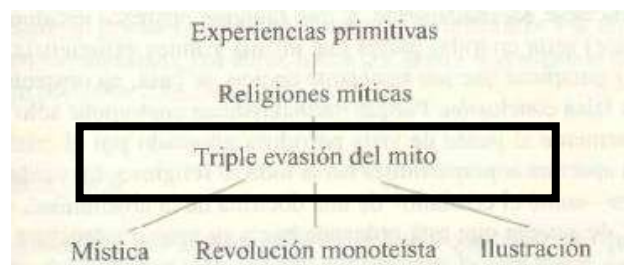 Experiencias primitivas
Religiones míticas
Triple evasión del mito
Mística Revolución monoteísta Ilustración